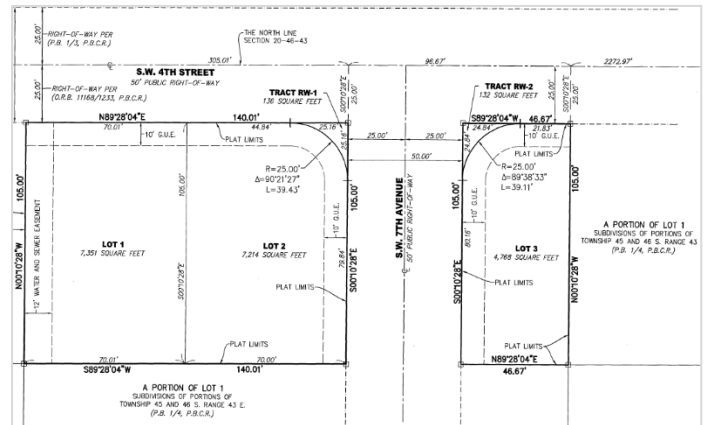 25.00'
RIGHT-OF-WAY PER
(P.B. 1/3, P.B.C.R.)
THE NORTH LINE
SECTION 20-46-43
305.01'
96.67'
2272.97'
S.W. 4TH STREET
50' PUBLIC RIGHT-OF-WAY
25.00'
RIGHT-OF-WAY PER
(O.R.B. 11168/1233, P.B.C.R.)
TRACT RW-1
136 SQUARE FEET
S00°10'28"E
25.00'
TRACT RW-2
132 SQUARE FEET
25.00'
S00°10'28"E
25.00'
N89°28'04"E
140.01'
S89°28'04"W
46.67'
70.01'
44.84'
25.16'
24.84'
21.83'
10' G.U.E.
PLAT LIMITS
25.16'
25.00'
25.00'
24.84'
PLAT LIMITS
10' G.U.E.
R=25.00'
Δ=90°21'27"
L=39.43'
50.00'
R=25.00'
Δ=89°38'33"
L=39.11'
105.00'
105.00'
105.00'
105.00'
105.00'
10' G.U.E.
10' G.U.E.
S.W. 7TH AVENUE
50' PUBLIC RIGHT-OF-WAY
LOT 1
7,351 SQUARE FEET
LOT 2
7,214 SQUARE FEET
LOT 3
4,768 SQUARE FEET
A PORTION OF LOT 1
SUBDIVISIONS OF PORTIONS OF
TOWNSHIP 45 AND 46 S. RANGE 43
(P.B. 1/4, P.B.C.R.)
N00°10'28"W
12' WATER AND SEWER EASEMENT
S00°10'28"E
79.84'
S00°10'28"E
80.16'
S00°10'28"E
N00°10'28"W
PLAT LIMITS
PLAT LIMITS
PLAT LIMITS
PLAT LIMITS
70.01'
70.00'
S89°28'04"W
140.01'
N89°28'04"E
46.67'
A PORTION OF LOT 1
SUBDIVISIONS OF PORTIONS OF
TOWNSHIP 45 AND 46 S. RANGE 43 E.
(P.B. 1/4, P.B.C.R.)